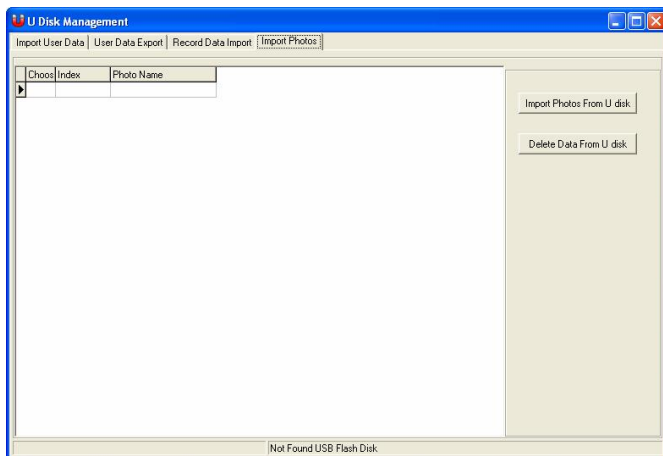 U Disk Management
Import User Data User Data Export Record Data Import Import Photos
Choos Index Photo Name
Import Photos From U disk
Delete Data From U disk
Not Found USB Flash Disk